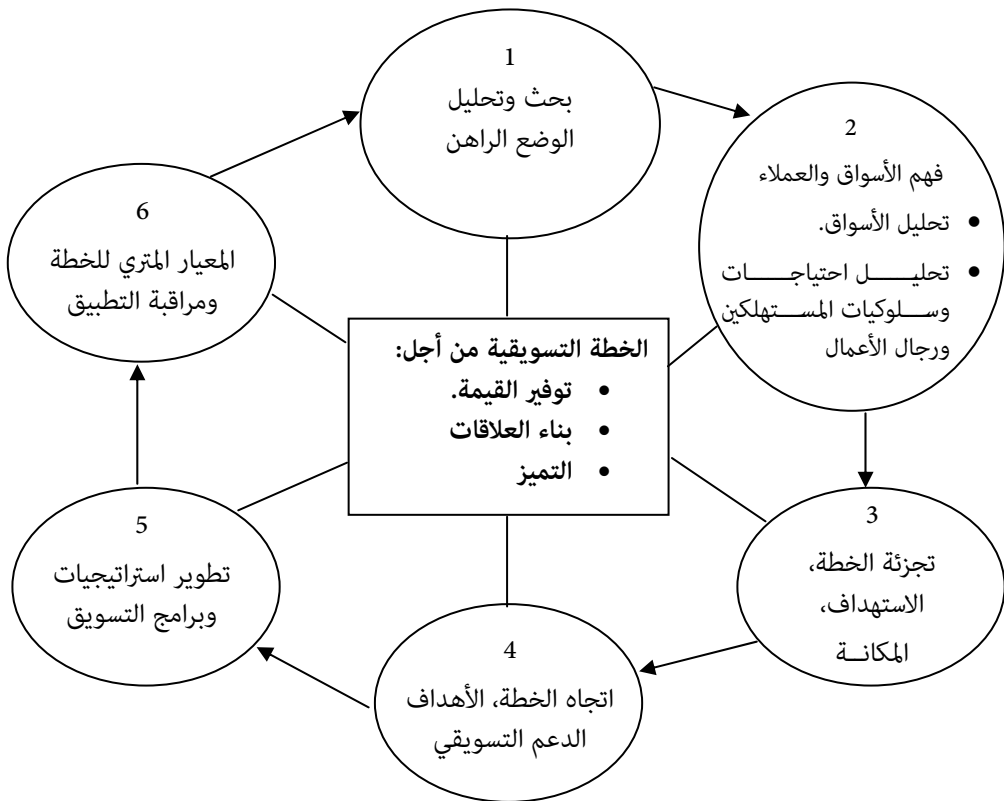 1
بحث وتحليل
الوضع الراهن
2
فهم الأسواق والعملاء
• تحليل الأسواق.
• تحليل احتياجات
وسلوكيات المستهلكين
ورجال الأعمال
3
تجزئة الخطة،
الاستهداف،
المكانة
4
اتجاه الخطة، الأهداف
الدعم التسويقي
5
تطوير استراتيجيات
وبرامج التسويق
6
المعيار المتري للخطة
ومراقبة التطبيق
الخطة التسويقية من أجل:
• توفير القيمة.
• بناء العلاقات
• التميز